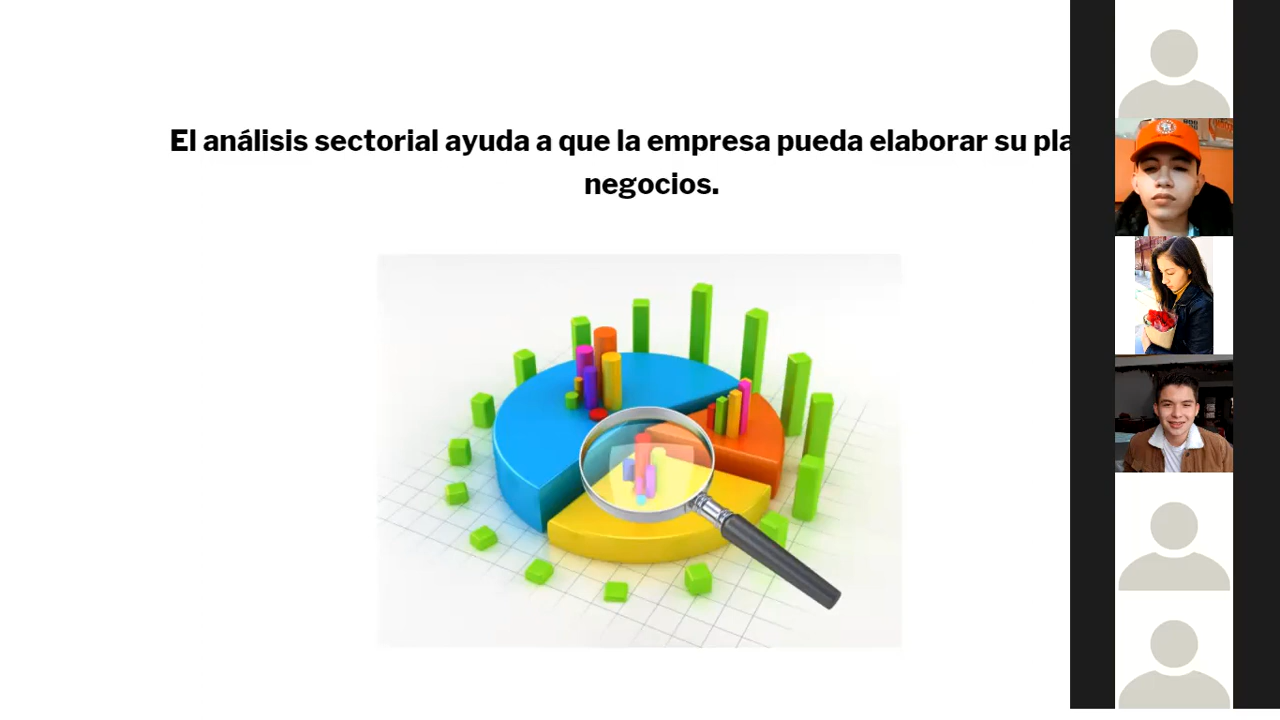 El análisis sectorial ayuda a que la empresa pueda elaborar su pla
negocios.